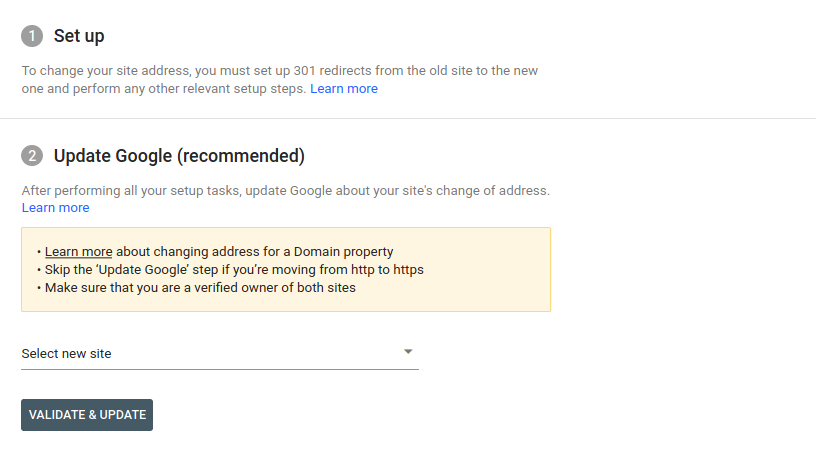 1 Set up
To change your site address, you must set up 301 redirects from the old site to the new
one and perform any other relevant setup steps. Learn more
2 Update Google (recommended)
After performing all your setup tasks, update Google about your site's change of address.
Learn more
• Learn more about changing address for a Domain property
• Skip the ‘Update Google’ step if you’re moving from http to https
• Make sure that you are a verified owner of both sites
Select new site
VALIDATE & UPDATE